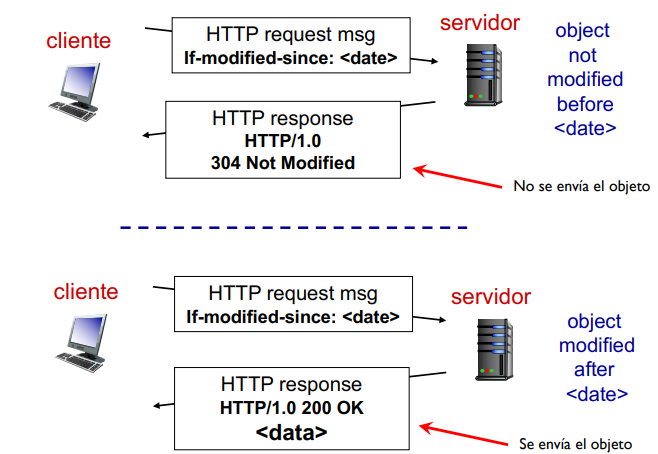 cliente
HTTP request msg
If-modified-since: <date>
servidor
object
not
modified
before
<date>
HTTP response
HTTP/1.0
304 Not Modified
No se envía el objeto
cliente
HTTP request msg
If-modified-since: <date>
servidor
object
modified
after
<date>
HTTP response
HTTP/1.0 200 OK
<data>
Se envía el objeto